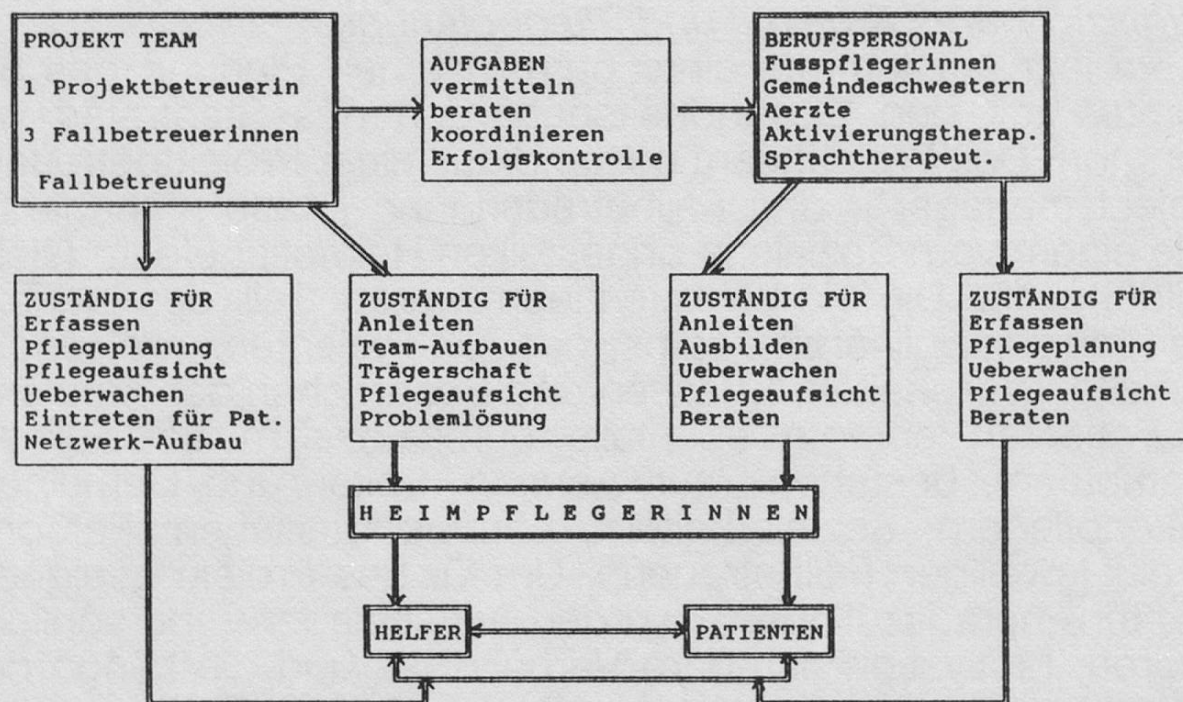 PROJEKT TEAM
1 Projektbetreuerin
3 Fallbetreuerinnen
Fallbetreuung
AUFGABEN
vermitteln
beraten
koordinieren
Erfolgskontrolle
BERUFSPERSONAL
Fusspflegerinnen
Gemeindeschwestern
Aerzte
Aktivierungstherap.
Sprachtherapeut.
ZUSTÄNDIG FÜR
Erfassen
Pflegeplanung
Pflegeaufsicht
Ueberwachen
Eintreten für Pat.
Netzwerk-Aufbau
ZUSTÄNDIG FÜR
Anleiten
Team-Aufbauen
Trägerschaft
Pflegeaufsicht
Problemlösung
ZUSTÄNDIG FÜR
Anleiten
Ausbilden
Ueberwachen
Pflegeaufsicht
Beraten
ZUSTÄNDIG FÜR
Erfassen
Pflegeplanung
Ueberwachen
Pflegeaufsicht
Beraten
H E I M P F L E G E R I N N E N
HELFER
PATIENTEN